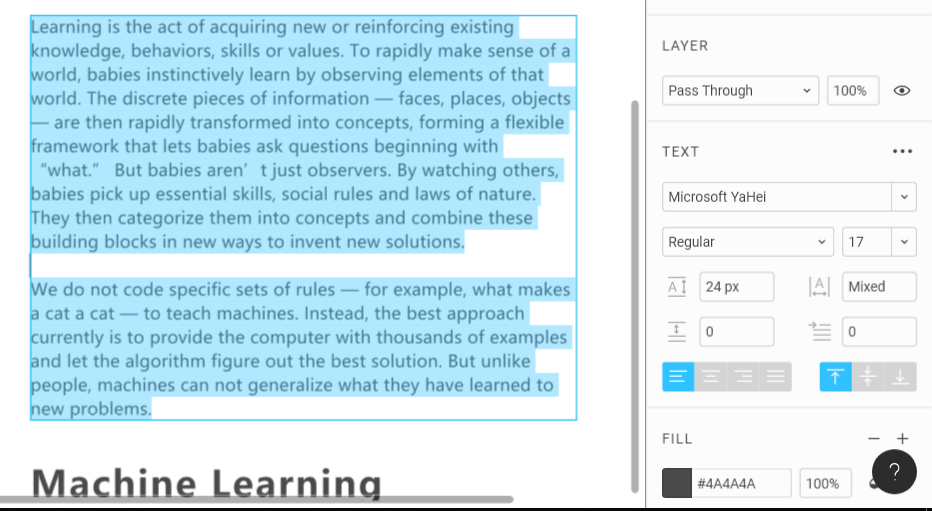 Learning is the act of acquiring new or reinforcing existing
knowledge, behaviors, skills or values. To rapidly make sense of a
world, babies instinctively learn by observing elements of that
world. The discrete pieces of information — faces, places, objects
— are then rapidly transformed into concepts, forming a flexible
framework that lets babies ask questions beginning with
“what.” But babies aren’t just observers. By watching others,
babies pick up essential skills, social rules and laws of nature.
They then categorize them into concepts and combine these
building blocks in new ways to invent new solutions.
We do not code specific sets of rules — for example, what makes
a cat a cat — to teach machines. Instead, the best approach
currently is to provide the computer with thousands of examples
and let the algorithm figure out the best solution. But unlike
people, machines can not generalize what they have learned to
new problems.
Machine Learning
LAYER
Pass Through 100%
TEXT
Microsoft YaHei
Regular 17
A 24 px A Mixed
0 0
FILL
#4A4A4A 100%
?